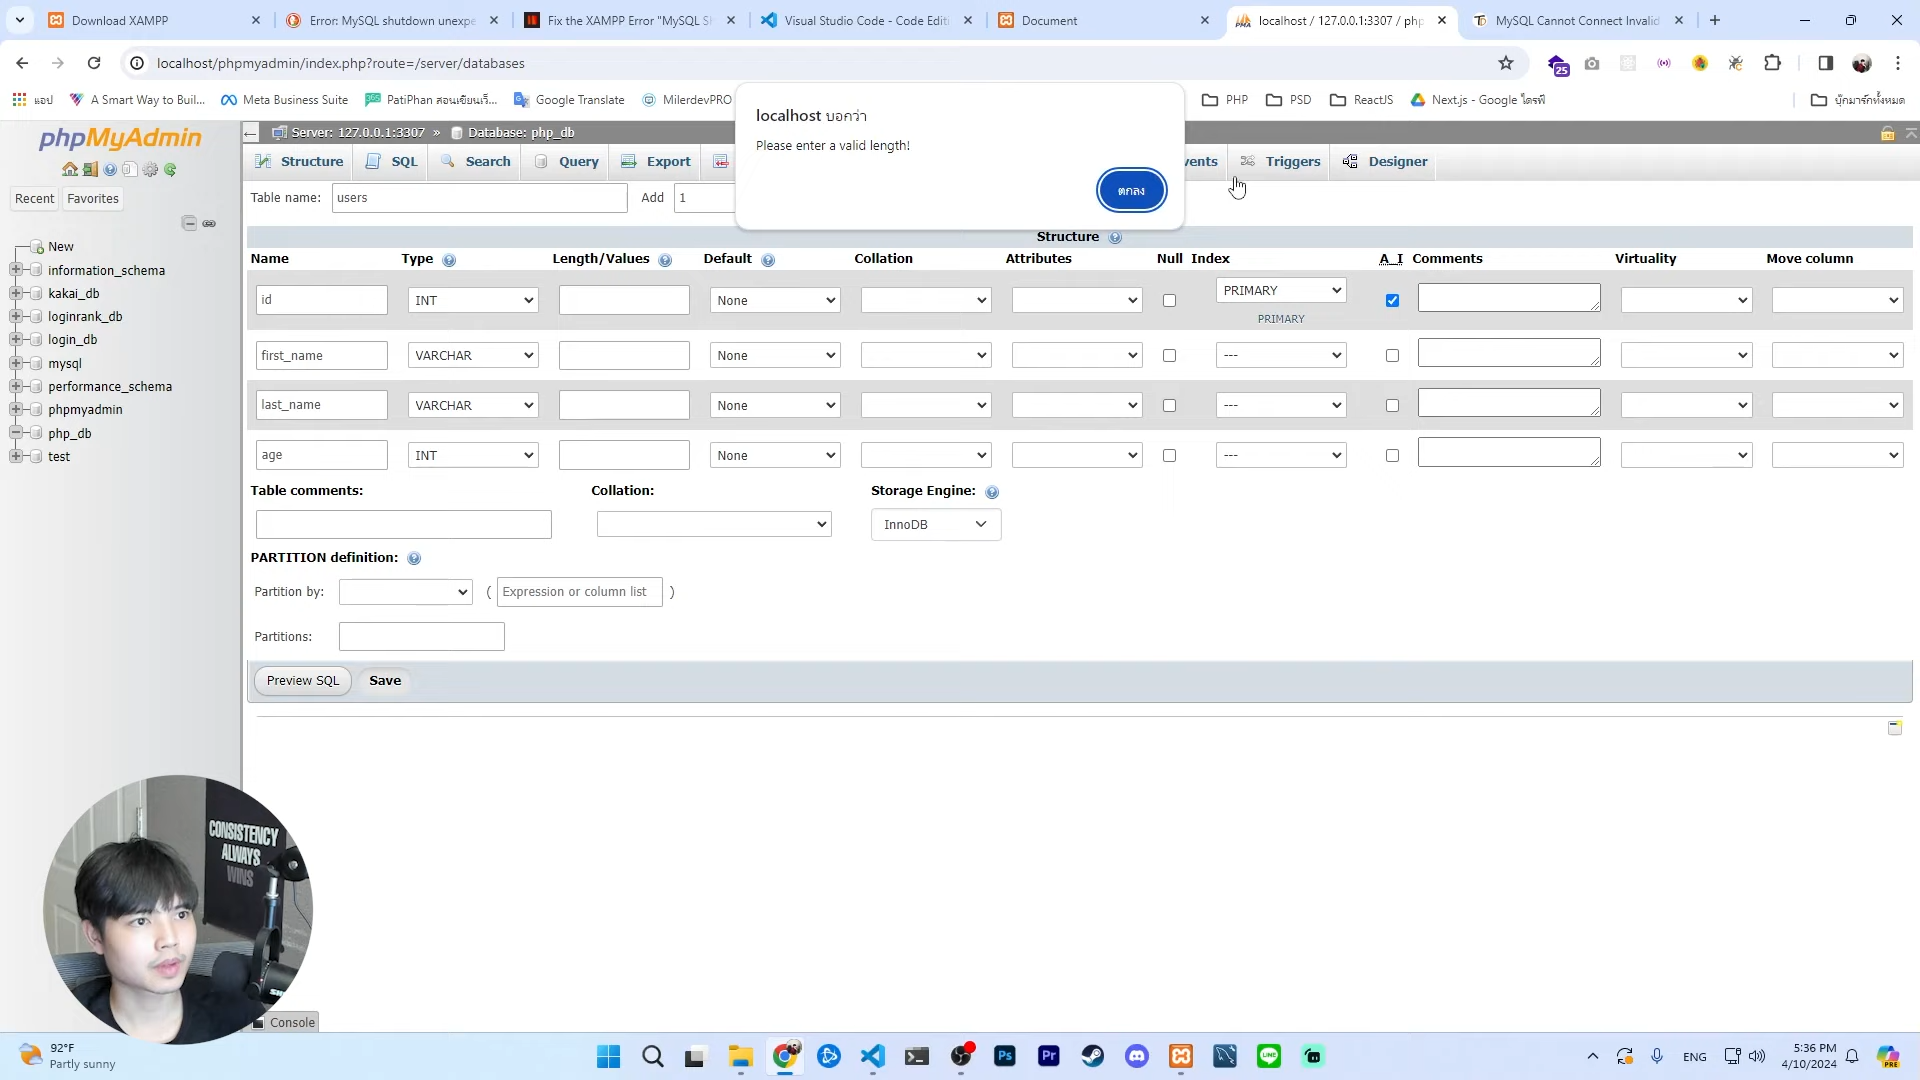 Download XAMPP
Error: MySQL shutdown unexpe
Fix the XAMPP Error "MySQL S
Visual Studio Code - Code Editi
Document
localhost / 127.0.0.1:3307 / php
MySQL Cannot Connect Invalid
localhost/phpmyadmin/index.php?route=/server/databases
25
แอป
A Smart Way to Buil...
Meta Business Suite
PatiPhan สอนเขียนเว็...
Google Translate
MilerdevPRO
PHP
PSD
ReactJS
Next.js - Google ไดรฟ์
บุ๊กมาร์กทั้งหมด
localhost บอกว่า
Please enter a valid length!
ตกลง
phpMyAdmin
Recent
Favorites
New
information_schema
kakai_db
loginrank_db
login_db
mysql
performance_schema
phpmyadmin
php_db
test
Server: 127.0.0.1:3307 » Database: php_db
Structure
SQL
Search
Query
Export
vents
Triggers
Designer
Table name:
users
Add
1
Structure
Name
Type
Length/Values
Default
Collation
Attributes
Null
Index
A_I
Comments
Virtuality
Move column
id
INT
None
PRIMARY
PRIMARY
first_name
VARCHAR
None
---
last_name
VARCHAR
None
---
age
INT
None
---
Table comments:
Collation:
Storage Engine:
InnoDB
PARTITION definition:
Partition by:
(
Expression or column list
)
Partitions:
Preview SQL
Save
Console
CONSISTENCY
ALWAYS
WINS
92°F
Partly sunny
Ps
Pr
LINE
ENG
5:36 PM
4/10/2024
PRE